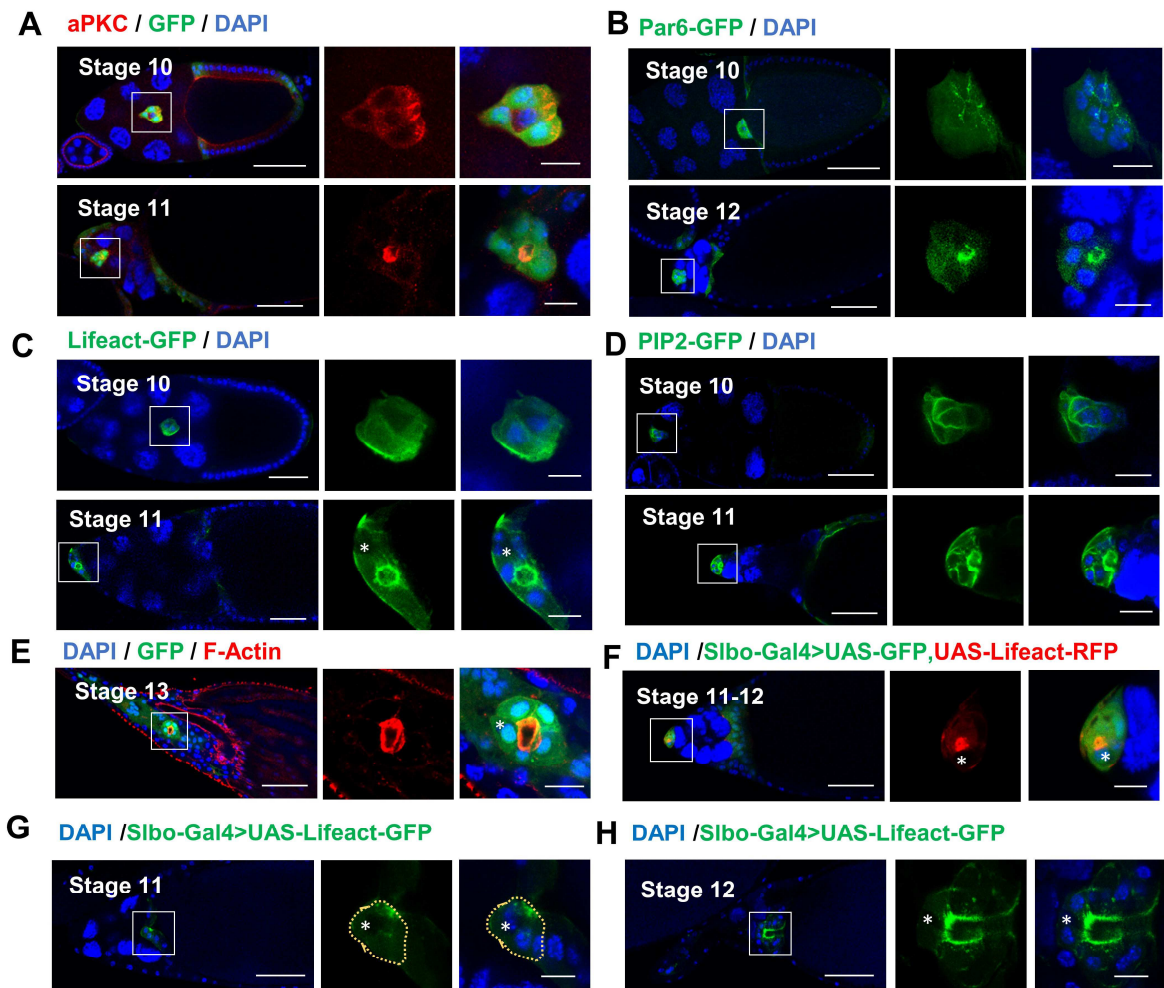 A
aPKC / GFP / DAPI
Stage 10
Stage 11
B
Par6-GFP / DAPI
Stage 10
Stage 12
C
Lifeact-GFP / DAPI
Stage 10
*
*
Stage 11
D
PIP2-GFP / DAPI
Stage 10
Stage 11
E
DAPI / GFP / F-Actin
Stage 13
*
F
DAPI /Slbo-Gal4>UAS-GFP,UAS-Lifeact-RFP
Stage 11-12
*
*
G
DAPI /Slbo-Gal4>UAS-Lifeact-GFP
Stage 11
*
*
H
DAPI /Slbo-Gal4>UAS-Lifeact-GFP
Stage 12
*
*